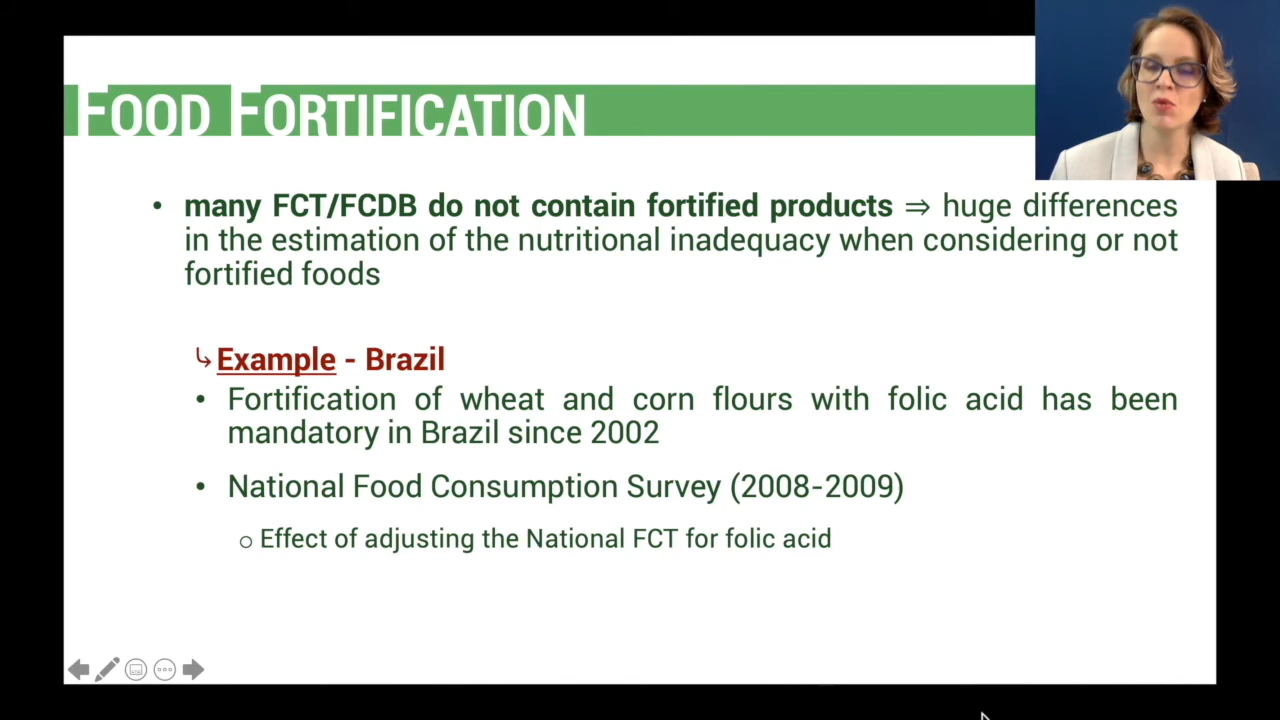 FOOD FORTIFICATION
• many FCT/FCDB do not contain fortified products ⇒ huge differences
in the estimation of the nutritional inadequacy when considering or not
fortified foods
↳ Example - Brazil
• Fortification of wheat and corn flours with folic acid has been
mandatory in Brazil since 2002
• National Food Consumption Survey (2008-2009)
o Effect of adjusting the National FCT for folic acid